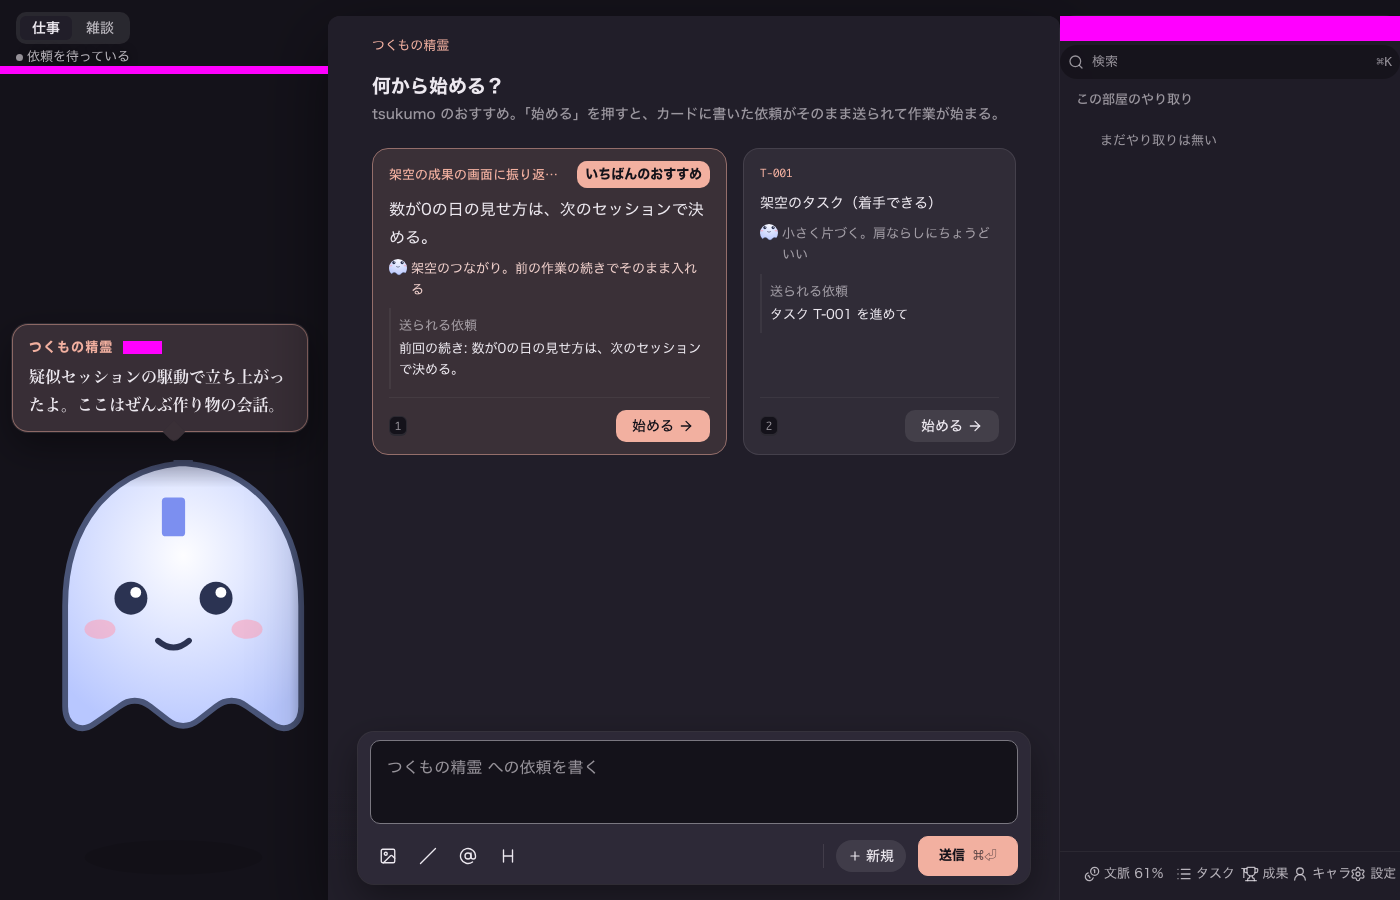 仕事 雑談
依頼を待っている
つくもの精霊
疑似セッションの駆動で立ち上がっ
たよ。ここはぜんぶ作り物の会話。
つくもの精霊
何から始める？
tsukumo のおすすめ。「始める」を押すと、カードに書いた依頼がそのまま送られて作業が始まる。
架空の成果の画面に振り返… いちばんのおすすめ
数が0の日の見せ方は、次のセッションで決
める。
架空のつながり。前の作業の続きでそのまま入れ
る
送られる依頼
前回の続き: 数が0の日の見せ方は、次のセッション
で決める。
1 始める →
T-001
架空のタスク（着手できる）
小さく片づく。肩ならしにちょうど
いい
送られる依頼
タスク T-001 を進めて
2 始める →
つくもの精霊 への依頼を書く
@ H + 新規 送信 ⌘⏎
検索 ⌘K
この部屋のやり取り
まだやり取りは無い
文脈 61% タスク 成果 キャラ 設定